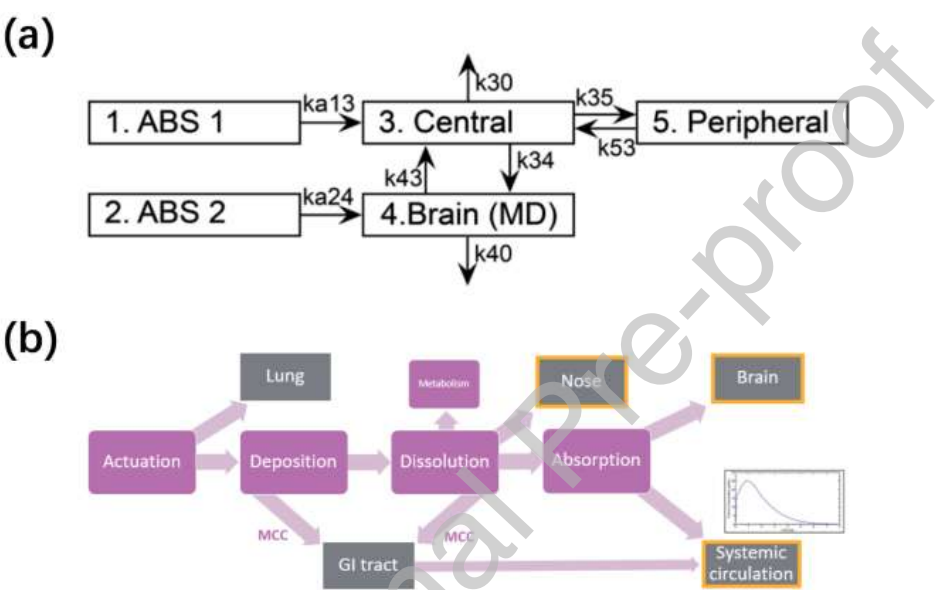 (a)
k30
ka13
k35
1. ABS 1
3. Central
5. Peripheral
k53
k34
k43
ka24
2. ABS 2
4.Brain (MD)
k40
(b)
Lung
Metabolism
Nose
Brain
Actuation
Deposition
Dissolution
Absorption
MCC
MCC
GI tract
Systemic
circulation
nal Pre-proof